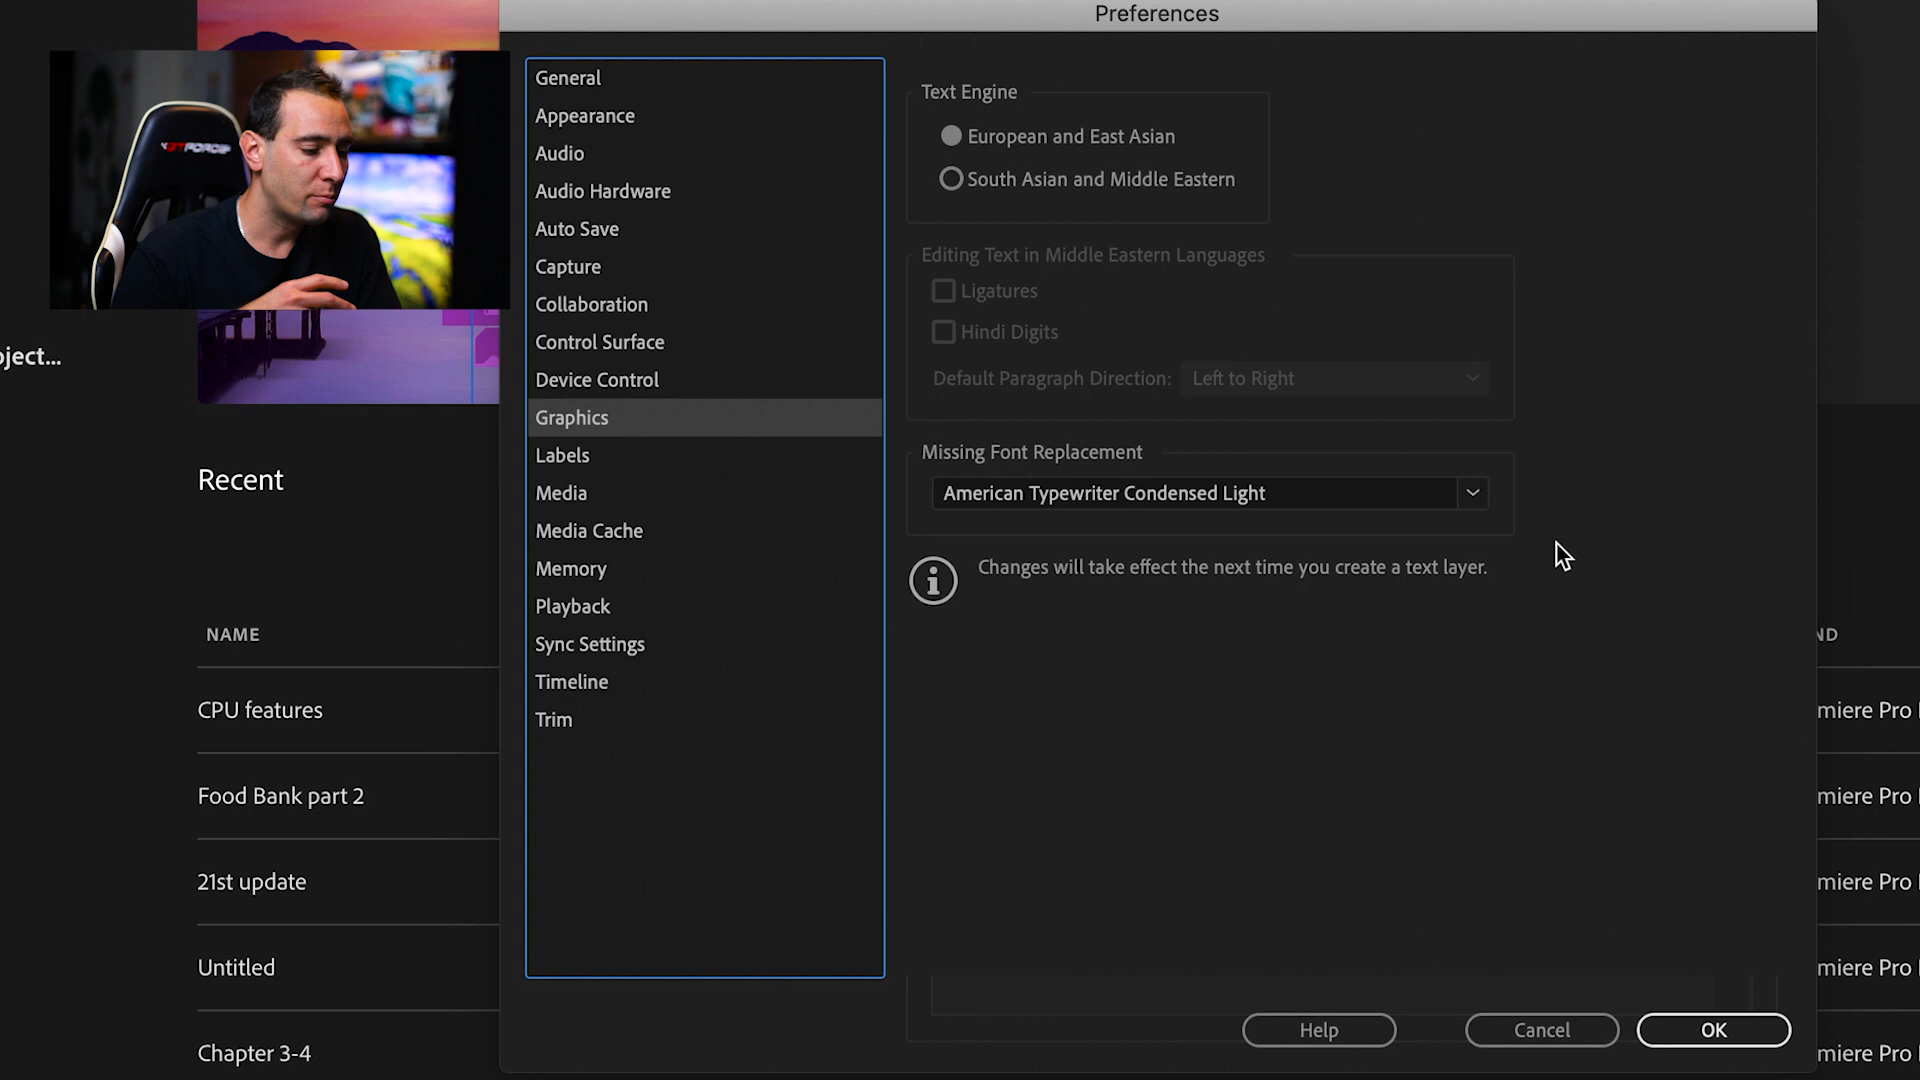 Preferences
GTFORCE
General
Appearance
Audio
Audio Hardware
Auto Save
Capture
Collaboration
Control Surface
Device Control
Graphics
Labels
Media
Media Cache
Memory
Playback
Sync Settings
Timeline
Trim
Text Engine
European and East Asian
South Asian and Middle Eastern
Editing Text in Middle Eastern Languages
Ligatures
Hindi Digits
Default Paragraph Direction: Left to Right
Missing Font Replacement
American Typewriter Condensed Light
Changes will take effect the next time you create a text layer.
Help
Cancel
OK
oject...
Recent
NAME
ND
CPU features
miere Pro
Food Bank part 2
miere Pro
21st update
miere Pro
Untitled
miere Pro
Chapter 3-4
miere Pro